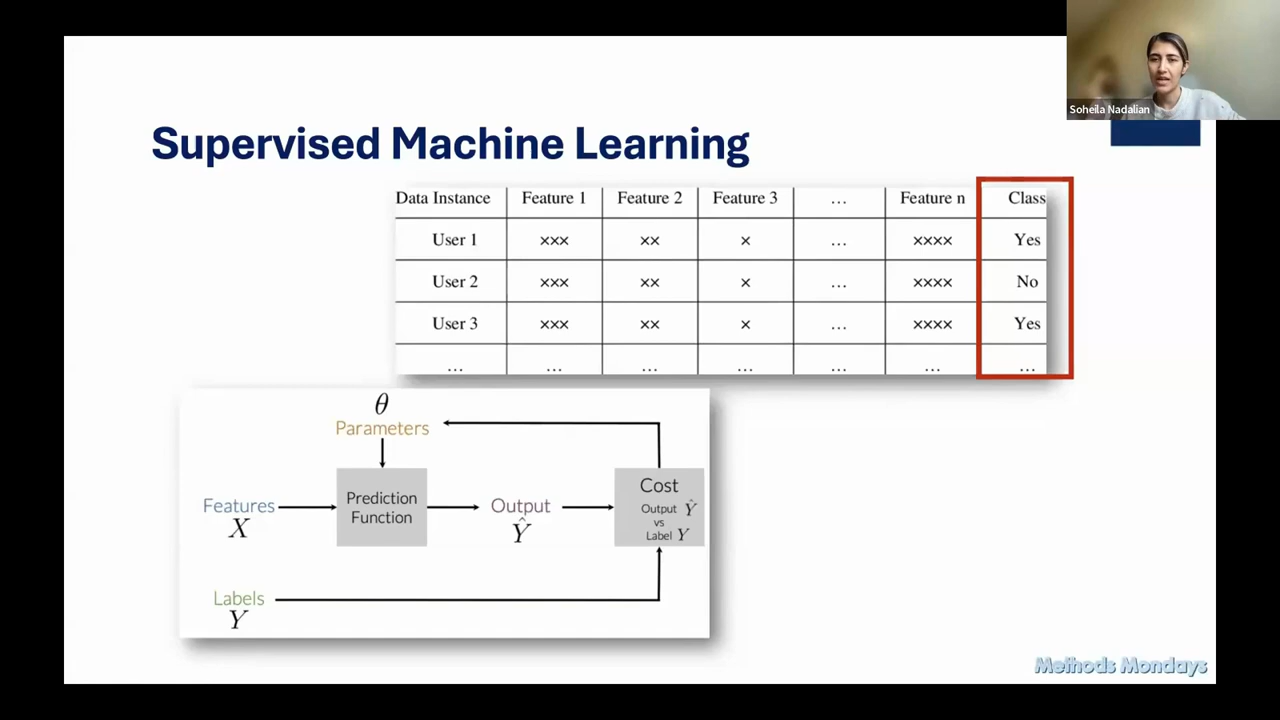 Soheila Nadalian
Supervised Machine Learning
Data Instance Feature 1 Feature 2 Feature 3 ... Feature n Class
User 1 ××× ×× × ... ×××× Yes
User 2 ××× ×× × ... ×××× No
User 3 ××× ×× × ... ×××× Yes
... ... ... ... ... ... ...
θ
Parameters
Features
X
Prediction
Function
Output
Ŷ
Cost
Output Ŷ
vs
Label Y
Labels
Y
Methods Mondays